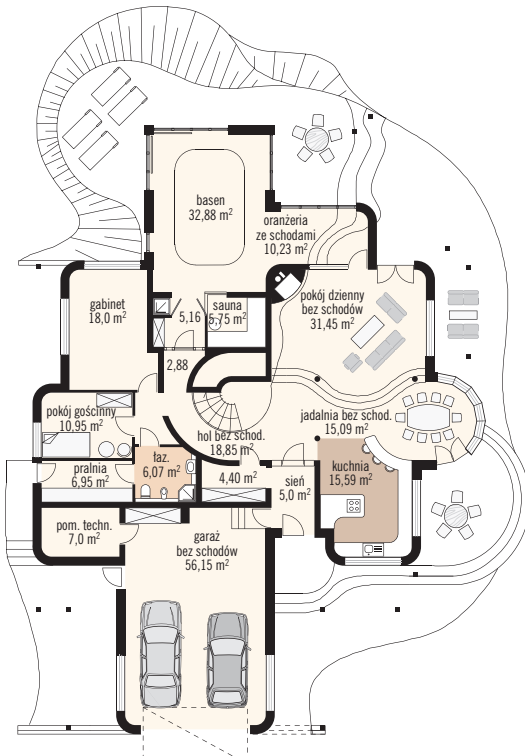 basen
32,88 m²
oranżeria
ze schodami
10,23 m²
gabinet
18,0 m²
5,16
sauna
5,75 m²
pokój dzienny
bez schodów
31,45 m²
2,88
pokój gościnny
10,95 m²
jadalnia bez schod.
15,09 m²
hol bez schod.
18,85 m²
łaz.
6,07 m²
pralnia
6,95 m²
4,40 m²
sień
5,0 m²
kuchnia
15,59 m²
pom. techn.
7,0 m²
garaż
bez schodów
56,15 m²